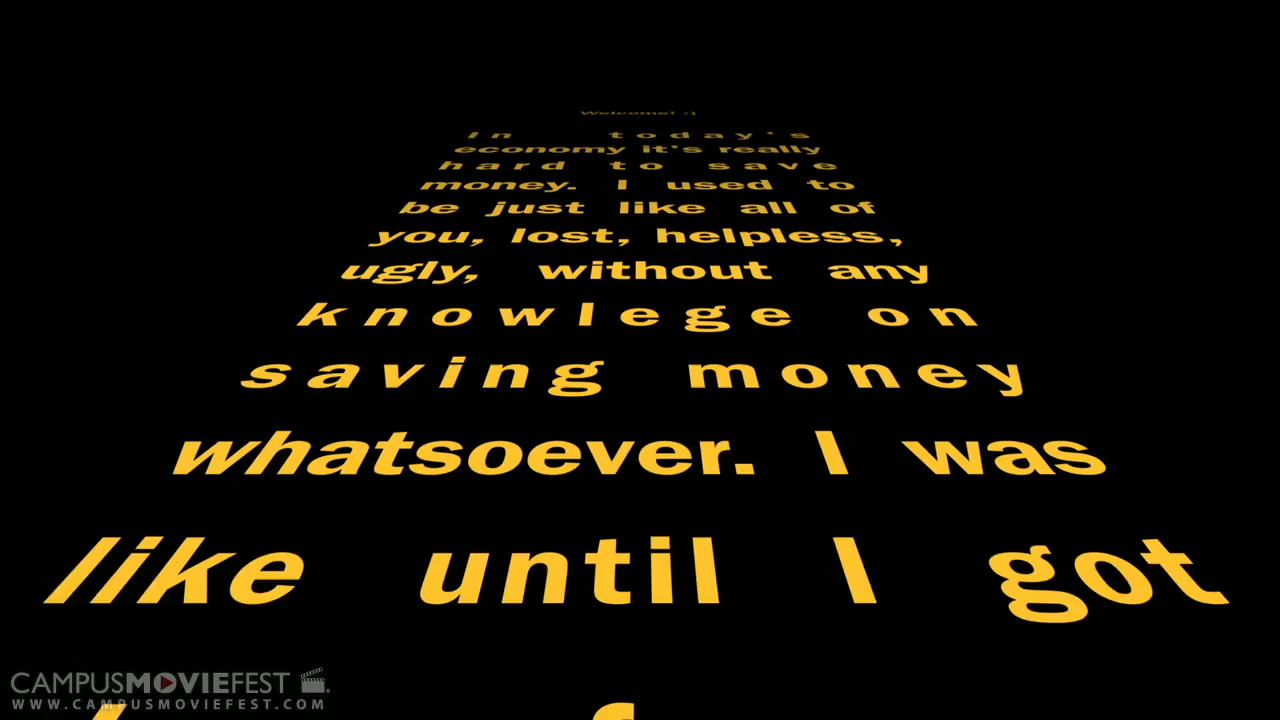 Welcome! :)
In today's
economy it's really
hard to save
money. I used to
be just like all of
you, lost, helpless,
ugly, without any
knowlege on
saving money
whatsoever. I was
like until I got
CAMPUSMOVIEFEST
WWW.CAMPUSMOVIEFEST.COM